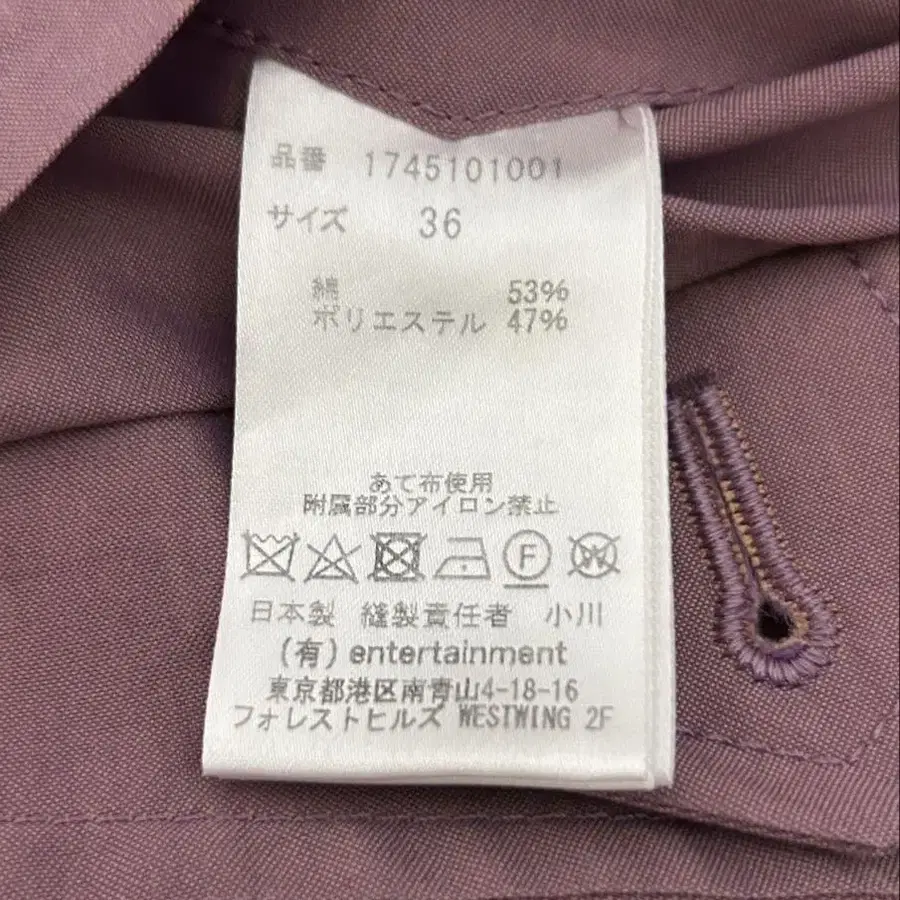 品番 1745101001
サイズ 36
綿 53%
ポリエステル 47%
あて布使用
附属部分アイロン禁止
F W
日本製 縫製責任者 小川
(有) entertainment
東京都港区南青山4-18-16
フォレストヒルズ WESTWING 2F